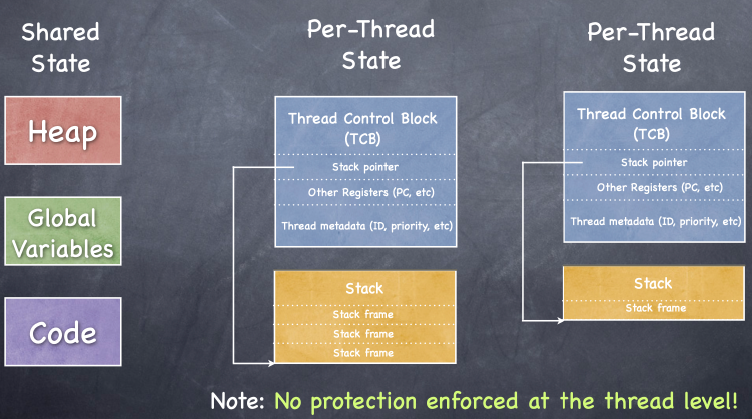 Shared
State
Heap
Global
Variables
Code
Per-Thread
State
Thread Control Block
(TCB)
Stack pointer
Other Registers (PC, etc)
Thread metadata (ID, priority, etc)
Stack
Stack frame
Stack frame
Stack frame
Per-Thread
State
Thread Control Block
(TCB)
Stack pointer
Other Registers (PC, etc)
Thread metadata (ID, priority, etc)
Stack
Stack frame
Note: No protection enforced at the thread level!